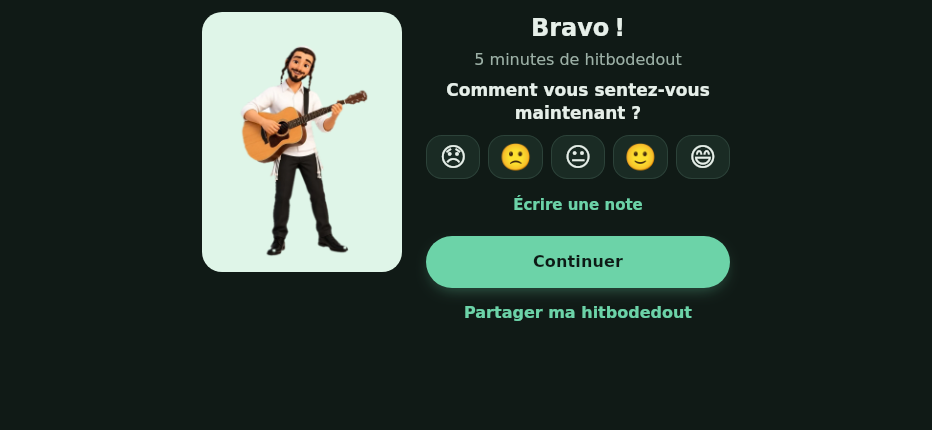 Bravo !
5 minutes de hitbodedout
Comment vous sentez-vous
maintenant ?
Écrire une note
Continuer
Partager ma hitbodedout